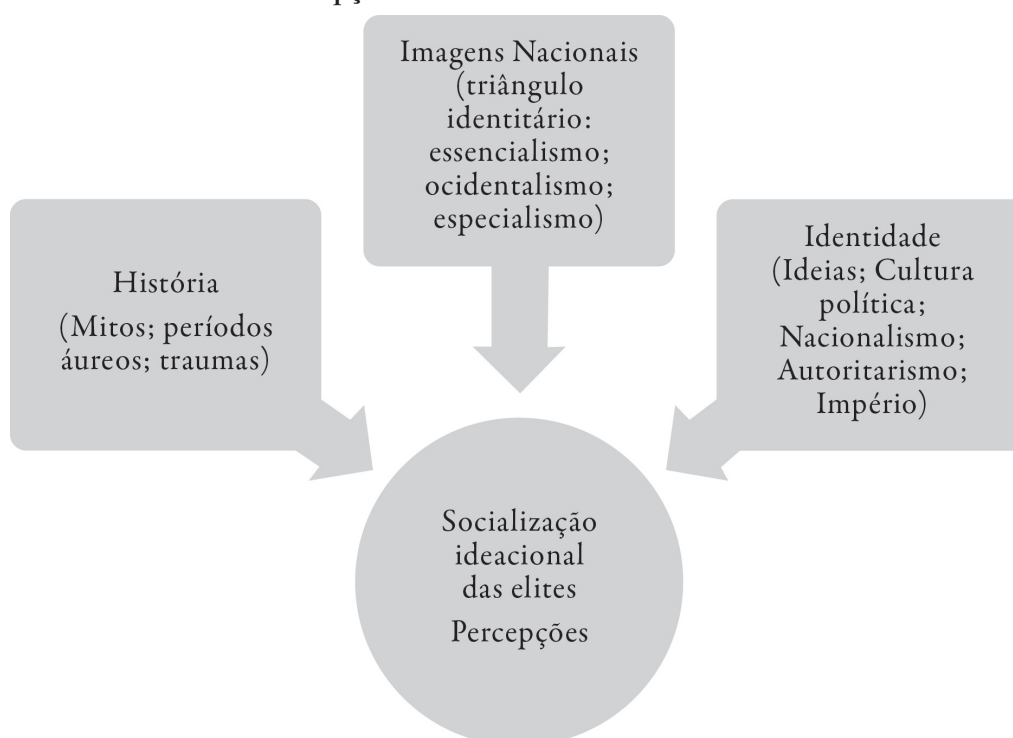 Imagens Nacionais
(triângulo
identitário:
essencialismo;
ocidentalismo;
especialismo)
História
(Mitos; períodos
áureos; traumas)
Identidade
(Ideias; Cultura
política;
Nacionalismo;
Autoritarismo;
Império)
Socialização
ideacional
das elites
Percepções